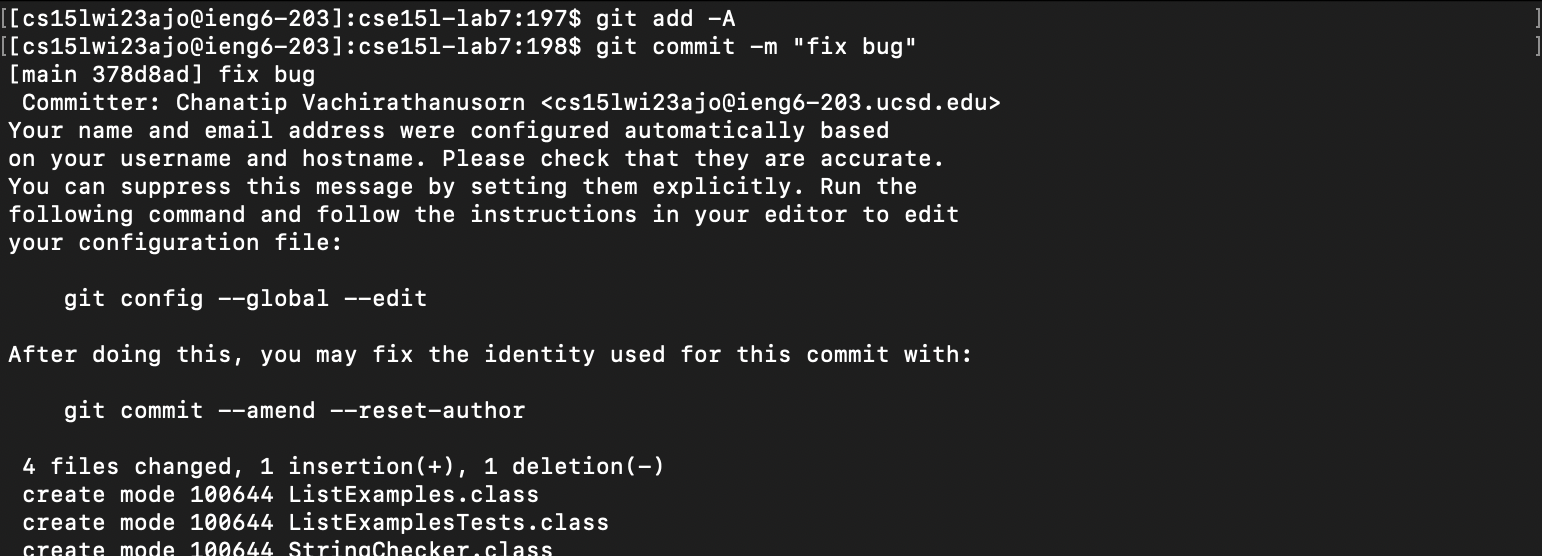 [[cs15lwi23ajo@ieng6-203]:cse15l-lab7:197$ git add -A ]
[[cs15lwi23ajo@ieng6-203]:cse15l-lab7:198$ git commit -m "fix bug" ]
[main 378d8ad] fix bug
 Committer: Chanatip Vachirathanusorn <cs15lwi23ajo@ieng6-203.ucsd.edu>
Your name and email address were configured automatically based
on your username and hostname. Please check that they are accurate.
You can suppress this message by setting them explicitly. Run the
following command and follow the instructions in your editor to edit
your configuration file:

    git config --global --edit

After doing this, you may fix the identity used for this commit with:

    git commit --amend --reset-author

 4 files changed, 1 insertion(+), 1 deletion(-)
 create mode 100644 ListExamples.class
 create mode 100644 ListExamplesTests.class
 create mode 100644 StringChecker.class